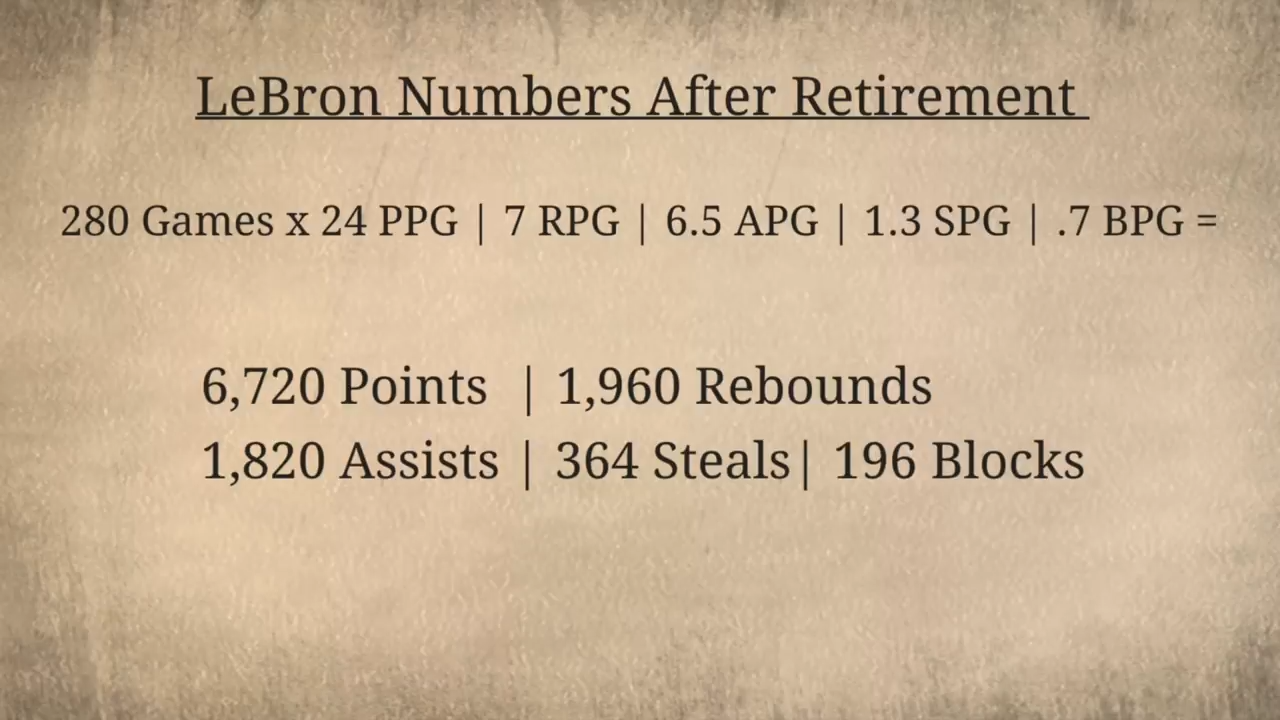 LeBron Numbers After Retirement
280 Games x 24 PPG | 7 RPG | 6.5 APG | 1.3 SPG | .7 BPG =
6,720 Points | 1,960 Rebounds
1,820 Assists | 364 Steals| 196 Blocks